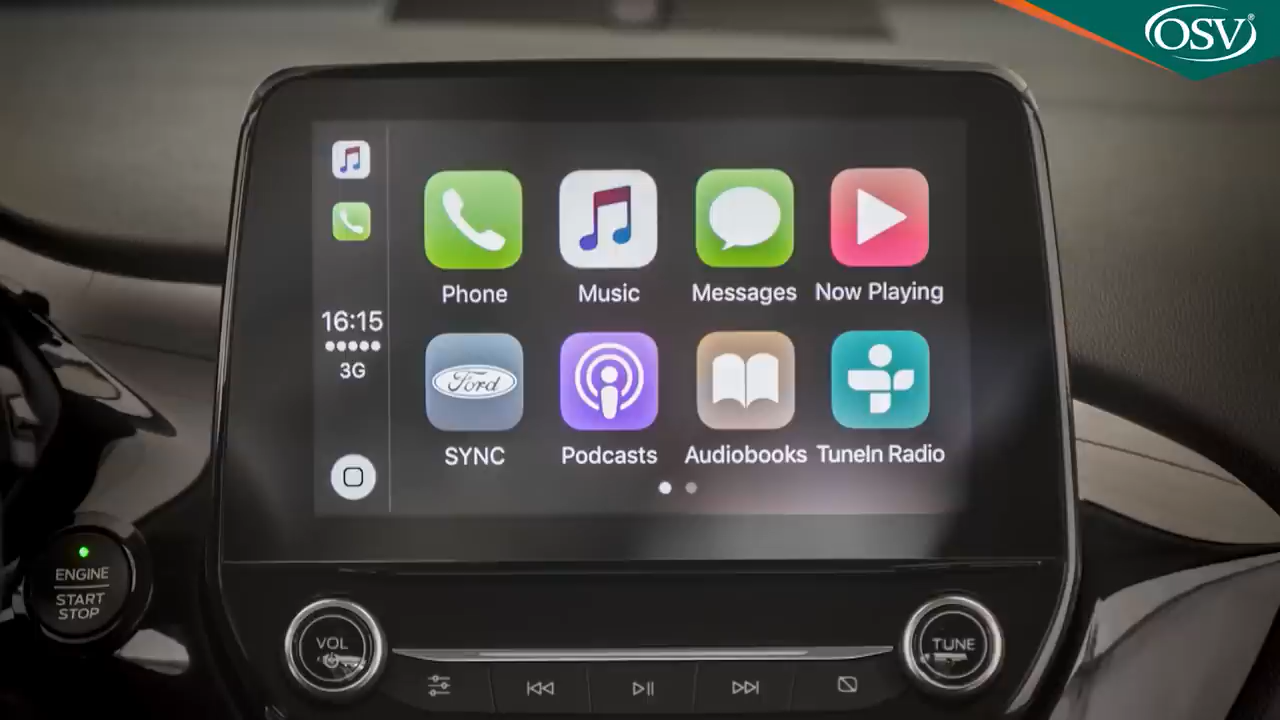 OSV
Phone
Music
Messages
Now Playing
16:15
3G
Ford
SYNC
Podcasts
Audiobooks
TuneIn Radio
ENGINE
START
STOP
VOL
TUNE